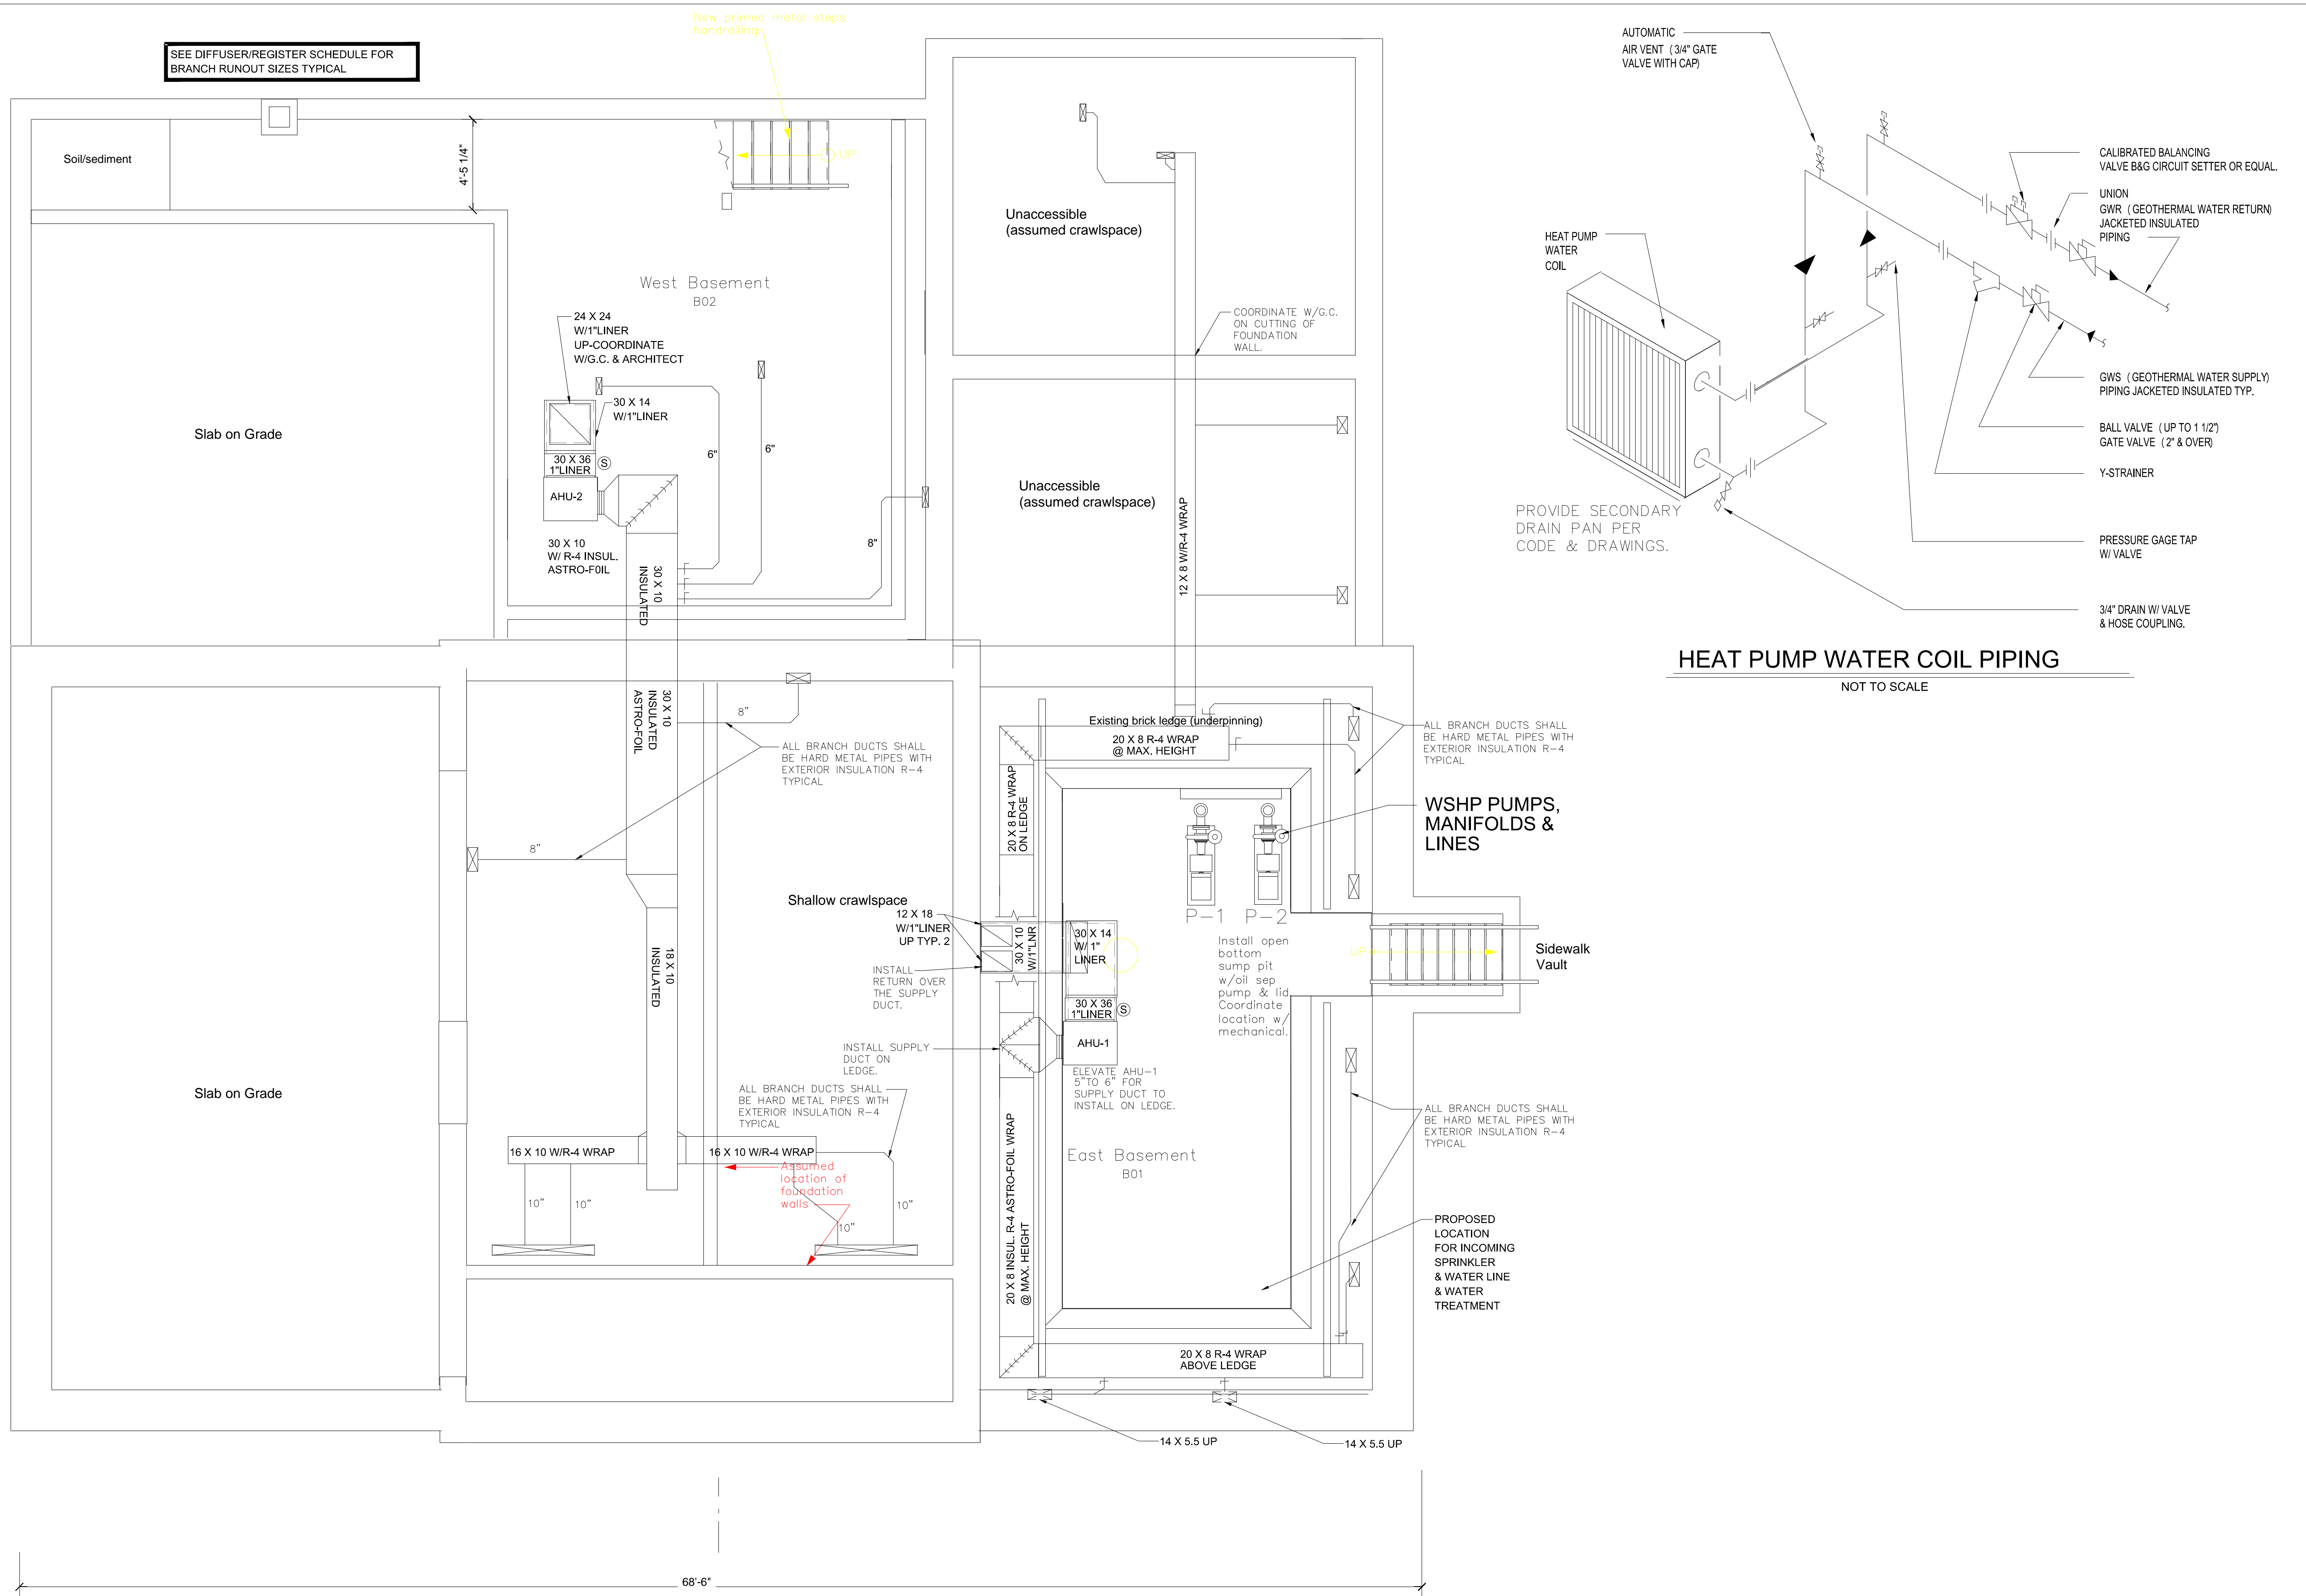 New primed metal steps
handrailing
SEE DIFFUSER/REGISTER SCHEDULE FOR
BRANCH RUNOUT SIZES TYPICAL
Soil/sediment
4'-5 1/4"
UP
Unaccessible
(assumed crawlspace)
West Basement
B02
24 X 24
W/1"LINER
UP-COORDINATE
W/G.C. & ARCHITECT
COORDINATE W/G.C.
ON CUTTING OF
FOUNDATION
WALL.
30 X 14
W/1"LINER
Slab on Grade
30 X 36
1"LINER
S
6"
6"
AHU-2
8"
30 X 10
W/ R-4 INSUL.
ASTRO-F0IL
30 X 10
INSULATED
Unaccessible
(assumed crawlspace)
12 X 8 W/R-4 WRAP
30 X 10
INSULATED
ASTRO-FOIL
8"
ALL BRANCH DUCTS SHALL
BE HARD METAL PIPES WITH
EXTERIOR INSULATION R-4
TYPICAL
8"
Existing brick ledge (underpinning)
20 X 8 R-4 WRAP
@ MAX. HEIGHT
ALL BRANCH DUCTS SHALL
BE HARD METAL PIPES WITH
EXTERIOR INSULATION R-4
TYPICAL
20 X 8 R-4 WRAP
ON LEDGE
WSHP PUMPS,
MANIFOLDS &
LINES
P-1
P-2
Shallow crawlspace
12 X 18
W/1"LINER
UP TYP. 2
30 X 10
W/1"LNR
30 X 14
W/ 1"
LINER
Install open
bottom
sump pit
w/oil sep
pump & lid
Coordinate
location w/
mechanical.
UP
Sidewalk
Vault
18 X 10
INSULATED
INSTALL
RETURN OVER
THE SUPPLY
DUCT.
30 X 36
1"LINER
S
AHU-1
INSTALL SUPPLY
DUCT ON
LEDGE.
ELEVATE AHU-1
5"TO 6" FOR
SUPPLY DUCT TO
INSTALL ON LEDGE.
Slab on Grade
ALL BRANCH DUCTS SHALL
BE HARD METAL PIPES WITH
EXTERIOR INSULATION R-4
TYPICAL
ALL BRANCH DUCTS SHALL
BE HARD METAL PIPES WITH
EXTERIOR INSULATION R-4
TYPICAL
16 X 10 W/R-4 WRAP
16 X 10 W/R-4 WRAP
Assumed
location of
foundation
walls
10"
10"
10"
10"
20 X 8 INSUL. R-4 ASTRO-FOIL WRAP
@ MAX. HEIGHT
East Basement
B01
PROPOSED
LOCATION
FOR INCOMING
SPRINKLER
& WATER LINE
& WATER
TREATMENT
20 X 8 R-4 WRAP
ABOVE LEDGE
14 X 5.5 UP
14 X 5.5 UP
68'-6"
AUTOMATIC
AIR VENT (3/4" GATE
VALVE WITH CAP)
CALIBRATED BALANCING
VALVE B&G CIRCUIT SETTER OR EQUAL.
UNION
GWR (GEOTHERMAL WATER RETURN)
JACKETED INSULATED
PIPING
HEAT PUMP
WATER
COIL
GWS (GEOTHERMAL WATER SUPPLY)
PIPING JACKETED INSULATED TYP.
BALL VALVE (UP TO 1 1/2")
GATE VALVE (2" & OVER)
Y-STRAINER
PROVIDE SECONDARY
DRAIN PAN PER
CODE & DRAWINGS.
PRESSURE GAGE TAP
W/ VALVE
3/4" DRAIN W/ VALVE
& HOSE COUPLING.
HEAT PUMP WATER COIL PIPING
NOT TO SCALE